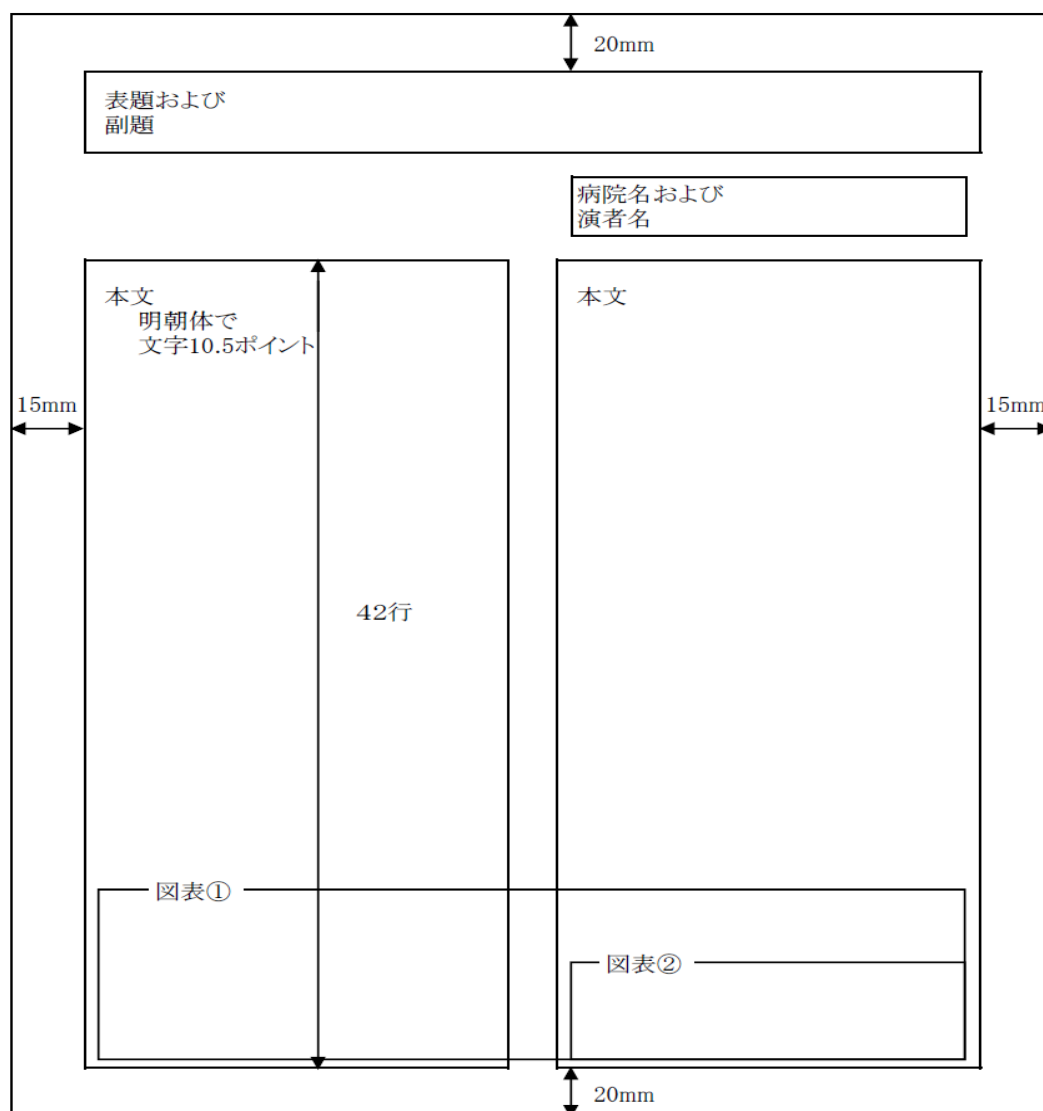 20mm
表題および
副題
病院名および
演者名
本文
明朝体で
文字10.5ポイント
本文
15mm
15mm
42行
図表①
図表②
20mm